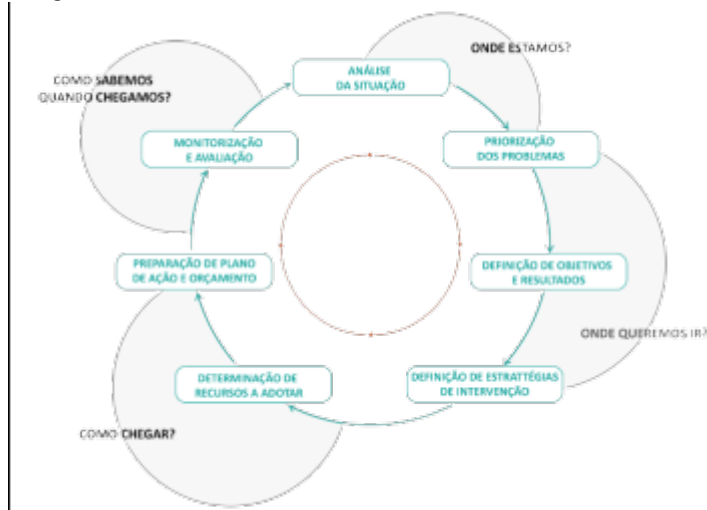 ONDE ESTAMOS?
ANÁLISE
DA SITUAÇÃO
COMO SABEMOS
QUANDO CHEGAMOS?
MONITORIZAÇÃO
E AVALIAÇÃO
PRIORIZAÇÃO
DOS PROBLEMAS
PREPARAÇÃO DE PLANO
DE AÇÃO E ORÇAMENTO
DEFINIÇÃO DE OBJETIVOS
E RESULTADOS
ONDE QUEREMOS IR?
DETERMINAÇÃO DE
RECURSOS A ADOTAR
DEFINIÇÃO DE ESTRATTÉGIAS
DE INTERVENÇÃO
COMO CHEGAR?